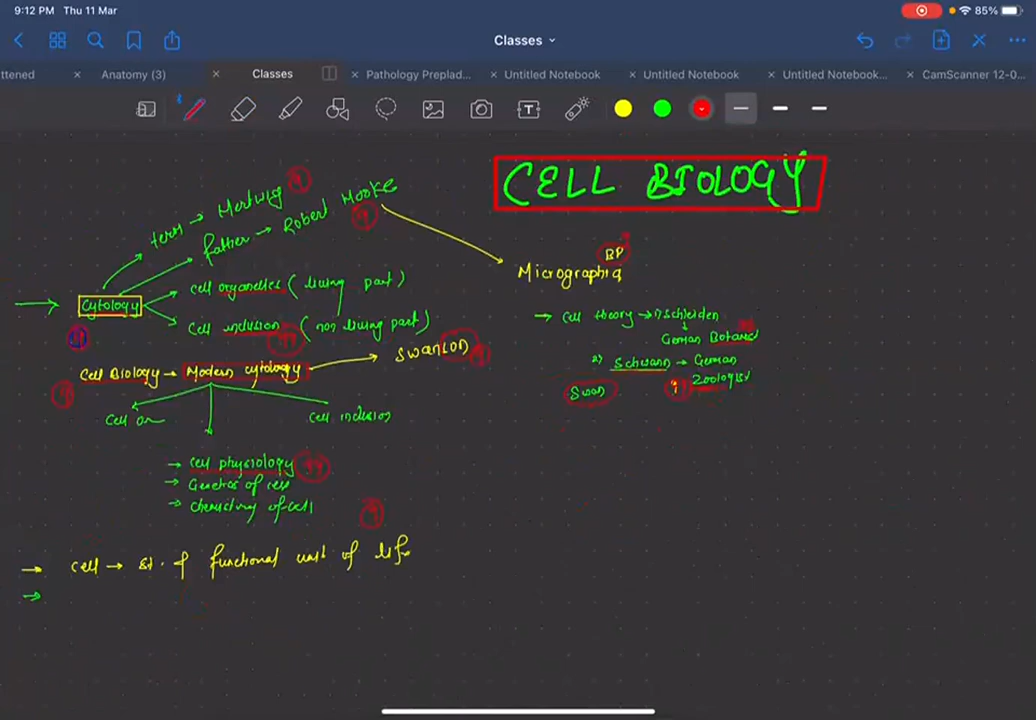 9:12 PM Thu 11 Mar
85%
Classes
ttened
Anatomy (3)
Classes
Pathology Preplad...
Untitled Notebook
Untitled Notebook
Untitled Notebook...
CamScanner 12-0...
CELL BIOLOGY
term → Hertwig
father → Robert Hooke
Micrographia
BP
Cytology
cell organelles (living part)
cell inclusion (non living part)
→ cell theory → 1) Schleiden
German Botanist
2) Schwann → German
Zoologist
Swan
Swanson
Cell Biology → Modern cytology
Cell or
Cell inclusion
→ cell physiology
→ Genetics of cell
→ chemistry of cell
→ cell → st. f functional unit of life
→